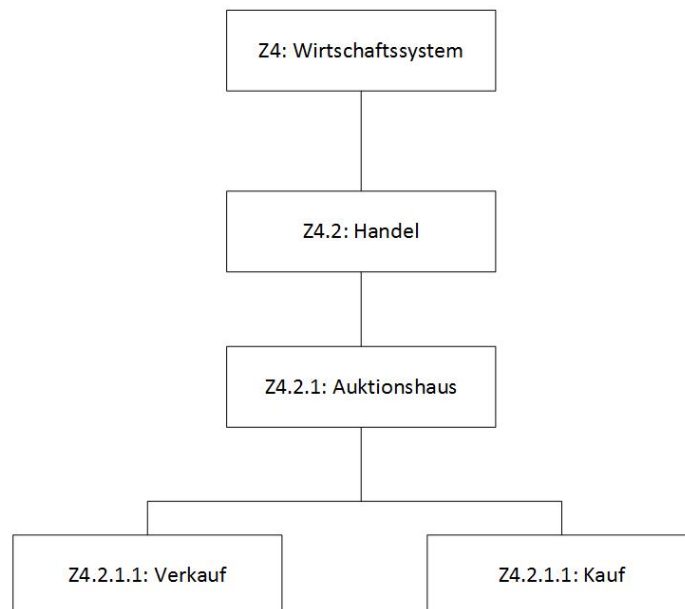 Z4: Wirtschaftssystem
Z4.2: Handel
Z4.2.1: Auktionshaus
Z4.2.1.1: Verkauf
Z4.2.1.1: Kauf